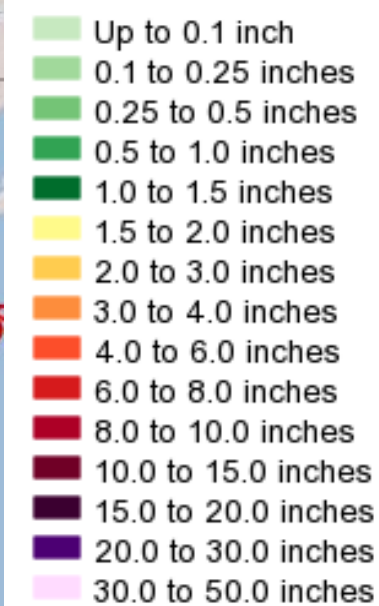 Up to 0.1 inch
0.1 to 0.25 inches
0.25 to 0.5 inches
0.5 to 1.0 inches
1.0 to 1.5 inches
1.5 to 2.0 inches
2.0 to 3.0 inches
3.0 to 4.0 inches
4.0 to 6.0 inches
6.0 to 8.0 inches
8.0 to 10.0 inches
10.0 to 15.0 inches
15.0 to 20.0 inches
20.0 to 30.0 inches
30.0 to 50.0 inches